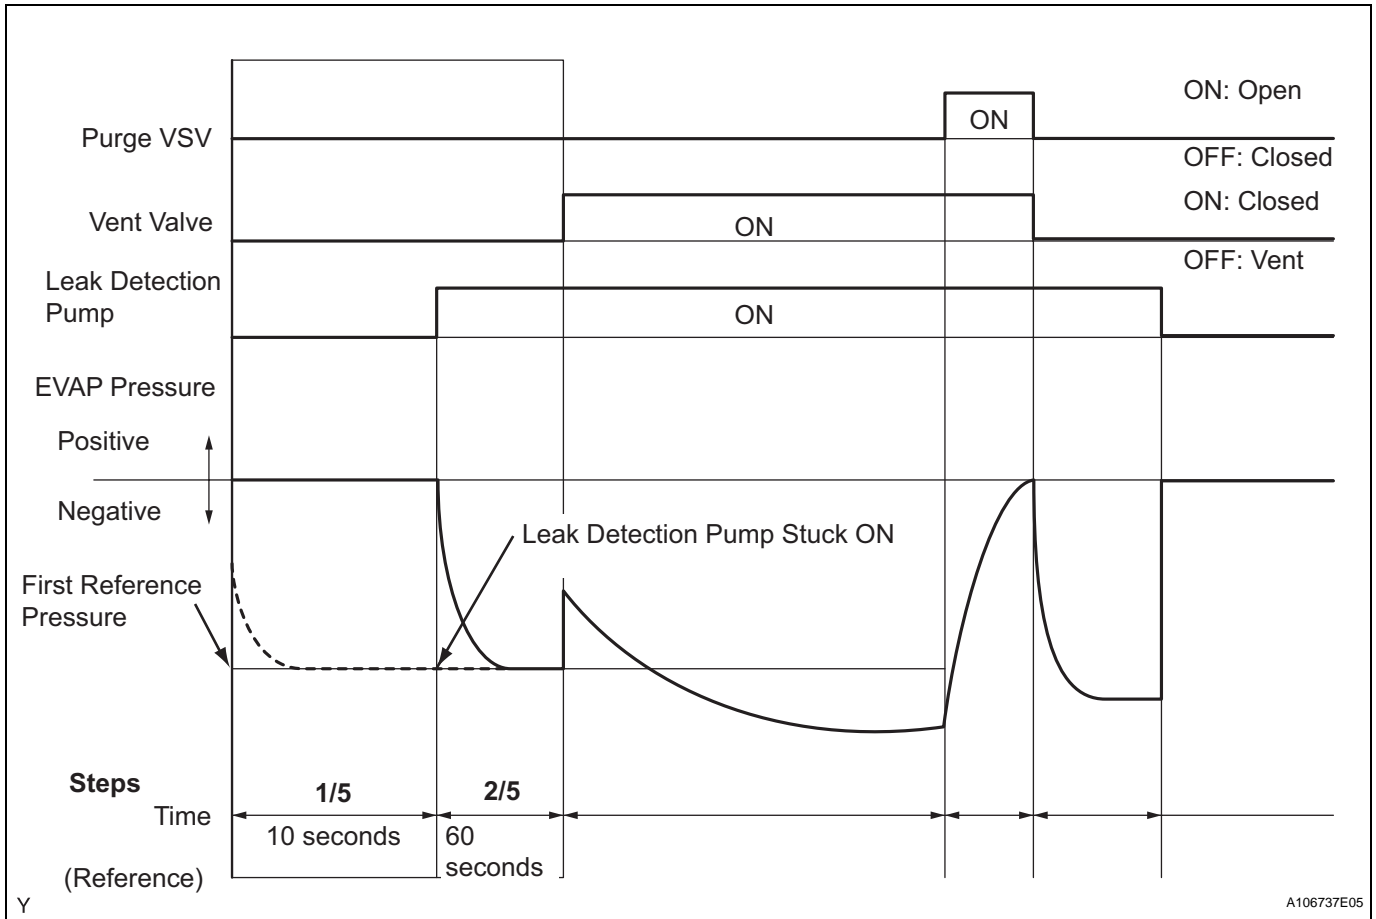 ON: Open
ON
Purge VSV
OFF: Closed
ON: Closed
Vent Valve
ON
OFF: Vent
Leak Detection
Pump
ON
EVAP Pressure
Positive
Negative
Leak Detection Pump Stuck ON
First Reference
Pressure
Steps
1/5
2/5
Time
10 seconds
60
seconds
(Reference)
Y
A106737E05